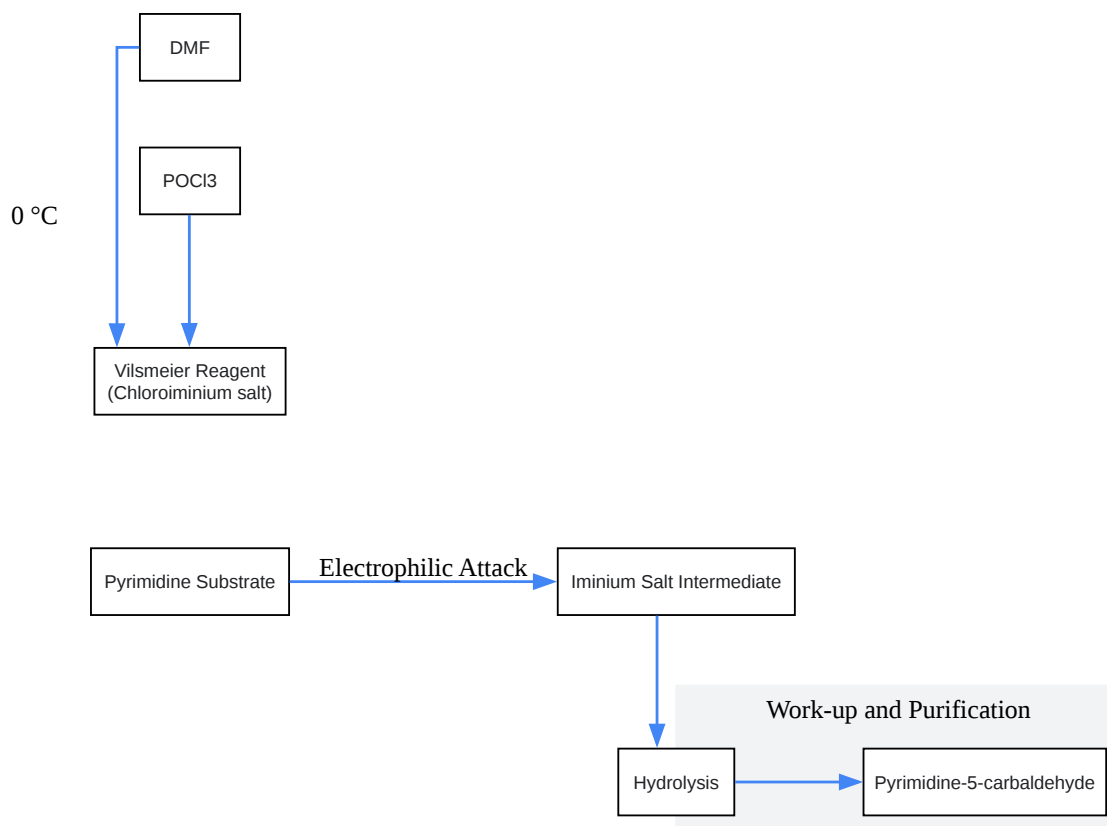 DMF
POCl3
0 °C
Vilsmeier Reagent
(Chloroiminium salt)
Pyrimidine Substrate
Electrophilic Attack
Iminium Salt Intermediate
Work-up and Purification
Hydrolysis
Pyrimidine-5-carbaldehyde